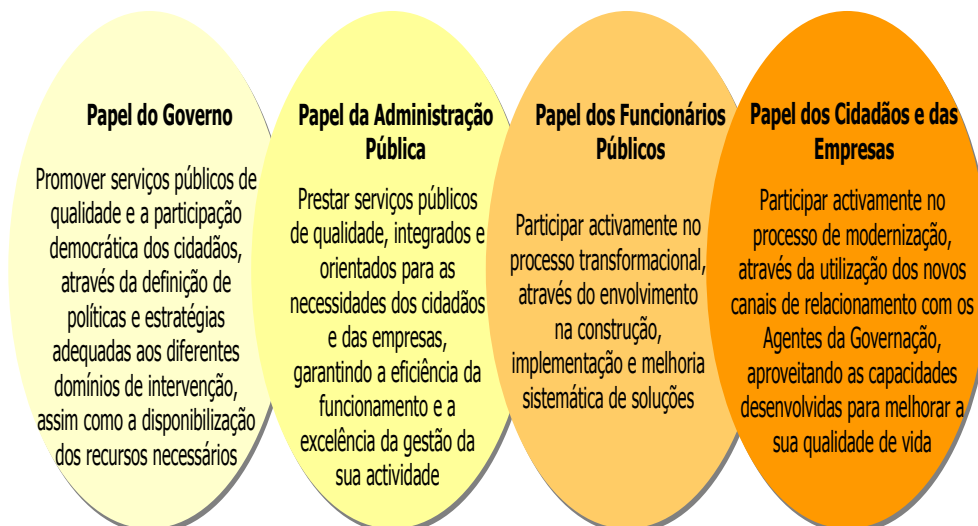 Papel do Governo
Promover serviços públicos de
qualidade e a participação
democrática dos cidadãos,
através da definição de
políticas e estratégias
adequadas aos diferentes
domínios de intervenção,
assim como a disponibilização
dos recursos necessários
Papel da Administração
Pública
Prestar serviços públicos
de qualidade, integrados e
orientados para as
necessidades dos cidadãos
e das empresas,
garantindo a eficiência da
funcionamento e a
excelência da gestão da
sua actividade
Papel dos Funcionários
Públicos
Participar activamente no
processo transformacional,
através do envolvimento
na construção,
implementação e melhoria
sistemática de soluções
Papel dos Cidadãos e das
Empresas
Participar activamente no
processo de modernização,
através da utilização dos novos
canais de relacionamento com os
Agentes da Governação,
aproveitando as capacidades
desenvolvidas para melhorar a
sua qualidade de vida